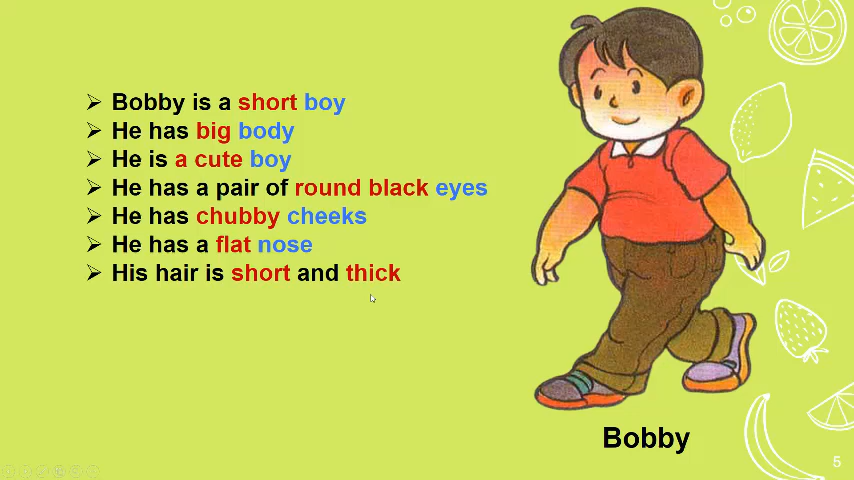 Bobby is a short boy
He has big body
He is a cute boy
He has a pair of round black eyes
He has chubby cheeks
He has a flat nose
His hair is short and thick
Bobby
5